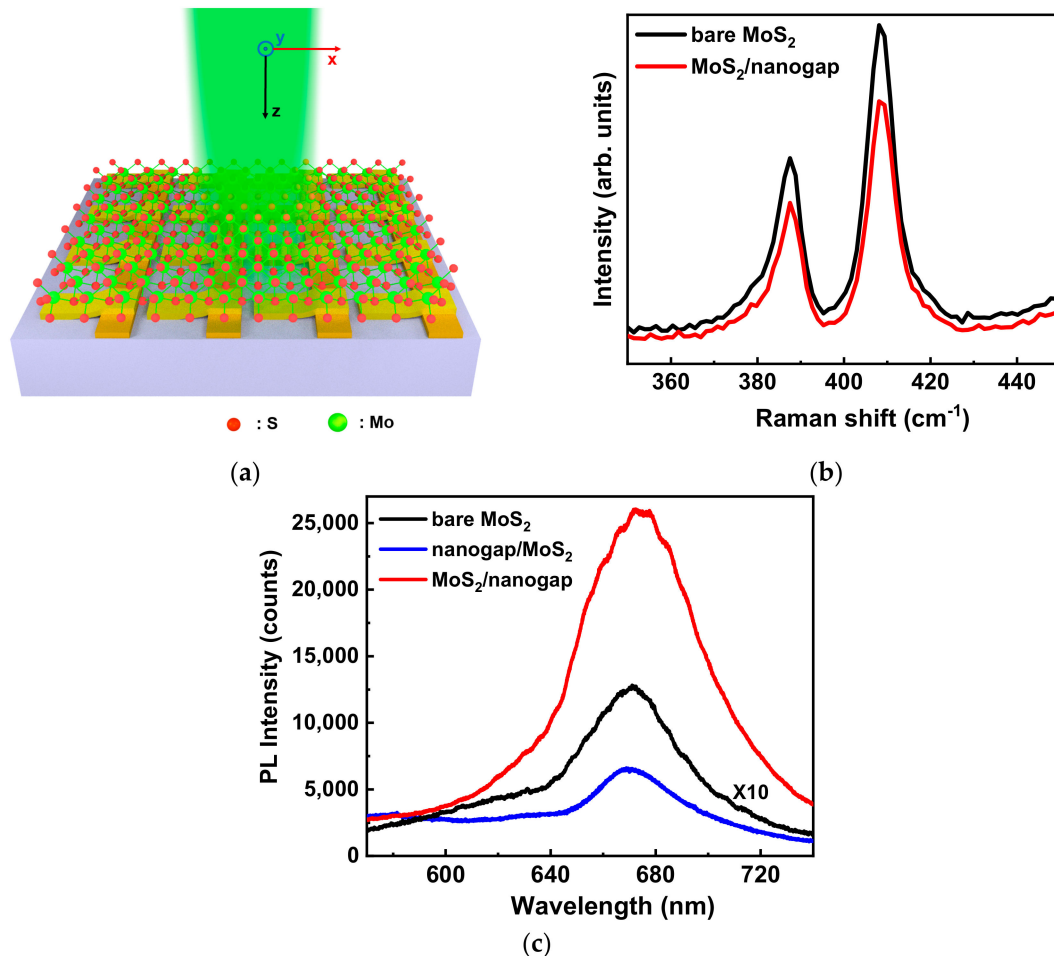 y
x
z
: S
: Mo
(a)
bare MoS₂
MoS₂/nanogap
Intensity (arb. units)
360 380 400 420 440
Raman shift (cm⁻¹)
(b)
bare MoS₂
nanogap/MoS₂
MoS₂/nanogap
X10
PL Intensity (counts)
25,000
20,000
15,000
10,000
5,000
0
600 640 680 720
Wavelength (nm)
(c)